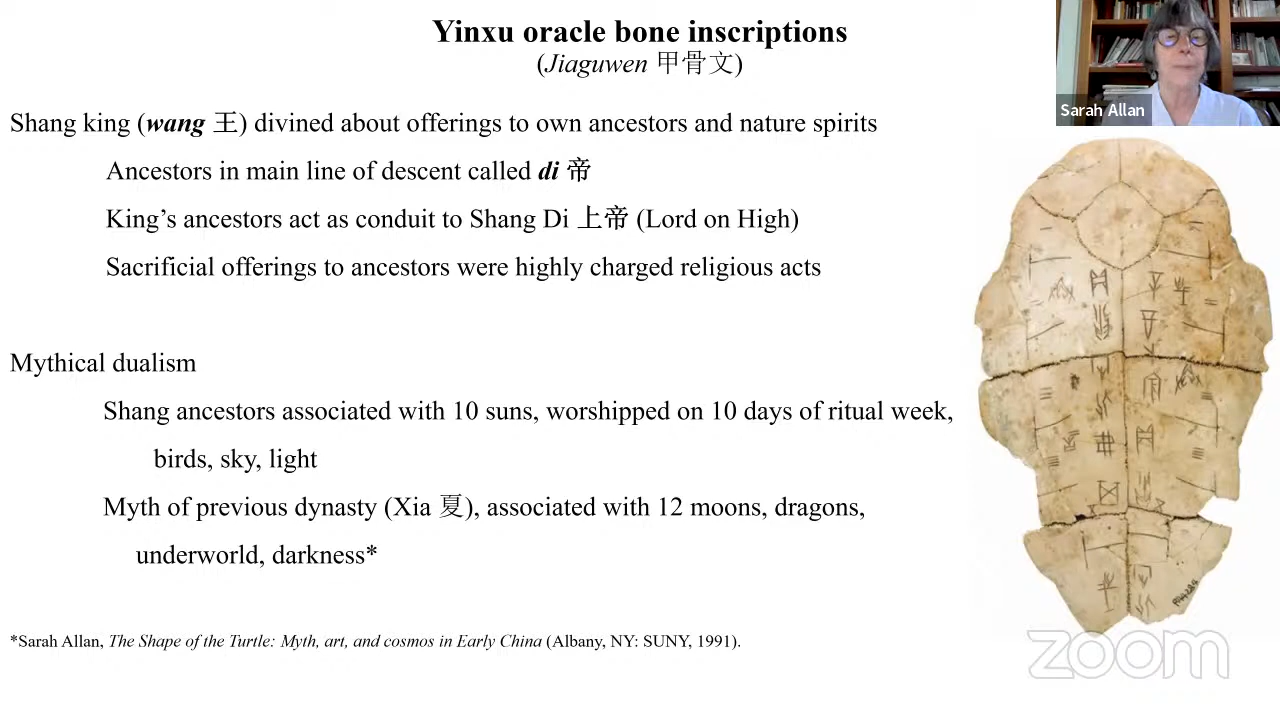 Yinxu oracle bone inscriptions
(Jiaguwen 甲骨文)
Sarah Allan
Shang king (wang 王) divined about offerings to own ancestors and nature spirits
Ancestors in main line of descent called di 帝
King's ancestors act as conduit to Shang Di 上帝 (Lord on High)
Sacrificial offerings to ancestors were highly charged religious acts
Mythical dualism
Shang ancestors associated with 10 suns, worshipped on 10 days of ritual week,
birds, sky, light
Myth of previous dynasty (Xia 夏), associated with 12 moons, dragons,
underworld, darkness*
*Sarah Allan, The Shape of the Turtle: Myth, art, and cosmos in Early China (Albany, NY: SUNY, 1991).
zoom